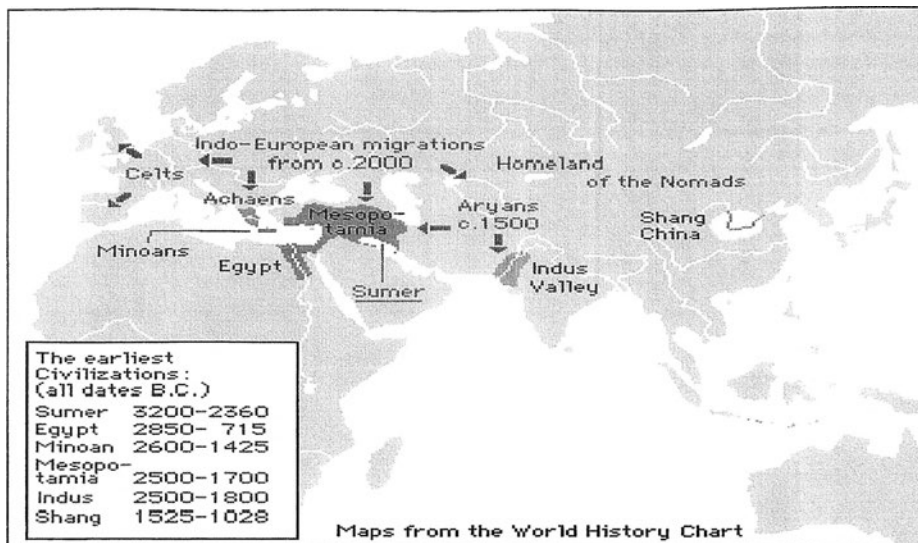 Indo-European migrations
from c.2000
Celts
Achaens
Homeland
of the Nomads
Mesopo-
tamia
Aryans
c.1500
Shang
China
Minoans
Egypt
Sumer
Indus
Valley
The earliest
Civilizations:
(all dates B.C.)
Sumer 3200-2360
Egypt 2850- 715
Minoan 2600-1425
Mesopo-
tamia 2500-1700
Indus 2500-1800
Shang 1525-1028
Maps from the World History Chart